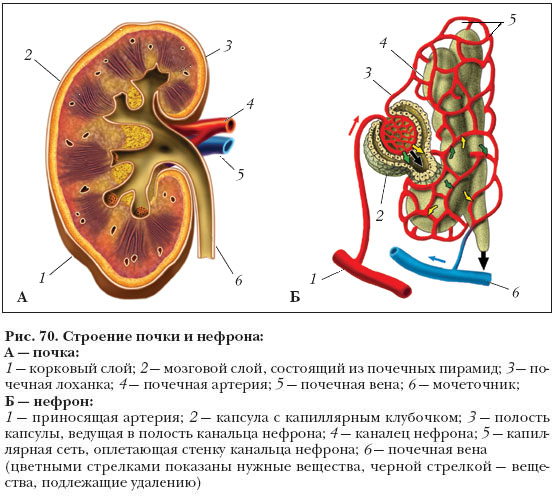 2
3
4
5
1
6
А
5
4
3
2
1
6
Б
Рис. 70. Строение почки и нефрона:
А — почка:
1 — корковый слой; 2 — мозговой слой, состоящий из почечных пирамид; 3 — по-
чечная лоханка; 4 — почечная артерия; 5 — почечная вена; 6 — мочеточник;
Б — нефрон:
1 — приносящая артерия; 2 — капсула с капиллярным клубочком; 3 — полость
капсулы, ведущая в полость канальца нефрона; 4 — каналец нефрона; 5 — капил-
лярная сеть, оплетающая стенку канальца нефрона; 6 — почечная вена
(цветными стрелками показаны нужные вещества, черной стрелкой — веще-
ства, подлежащие удалению)